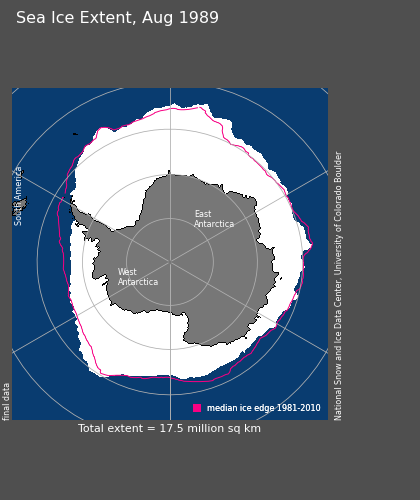 Sea Ice Extent, Aug 1989
South America
East
Antarctica
West
Antarctica
National Snow and Ice Data Center, University of Colorado Boulder
final data
median ice edge 1981-2010
Total extent = 17.5 million sq km